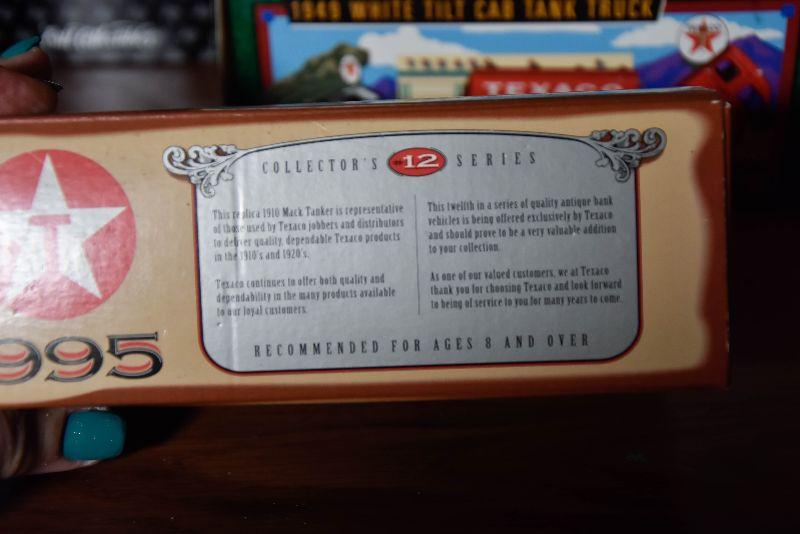 1949 WHITE TILT CAB TANK TRUCK
TEXACO
COLLECTOR'S #12 SERIES
This replica 1910 Mack Tanker is representative
of those used by Texaco jobbers and distributors
to deliver quality, dependable Texaco products
in the 1910's and 1920's.
Texaco continues to offer both quality and
dependability in the many products available
to our loyal customers.
This twelfth in a series of quality antique bank
vehicles is being offered exclusively by Texaco
and should prove to be a very valuable addition
to your collection.
As one of our valued customers, we at Texaco
thank you for choosing Texaco and look forward
to being of service to you for many years to come.
RECOMMENDED FOR AGES 8 AND OVER
T
995